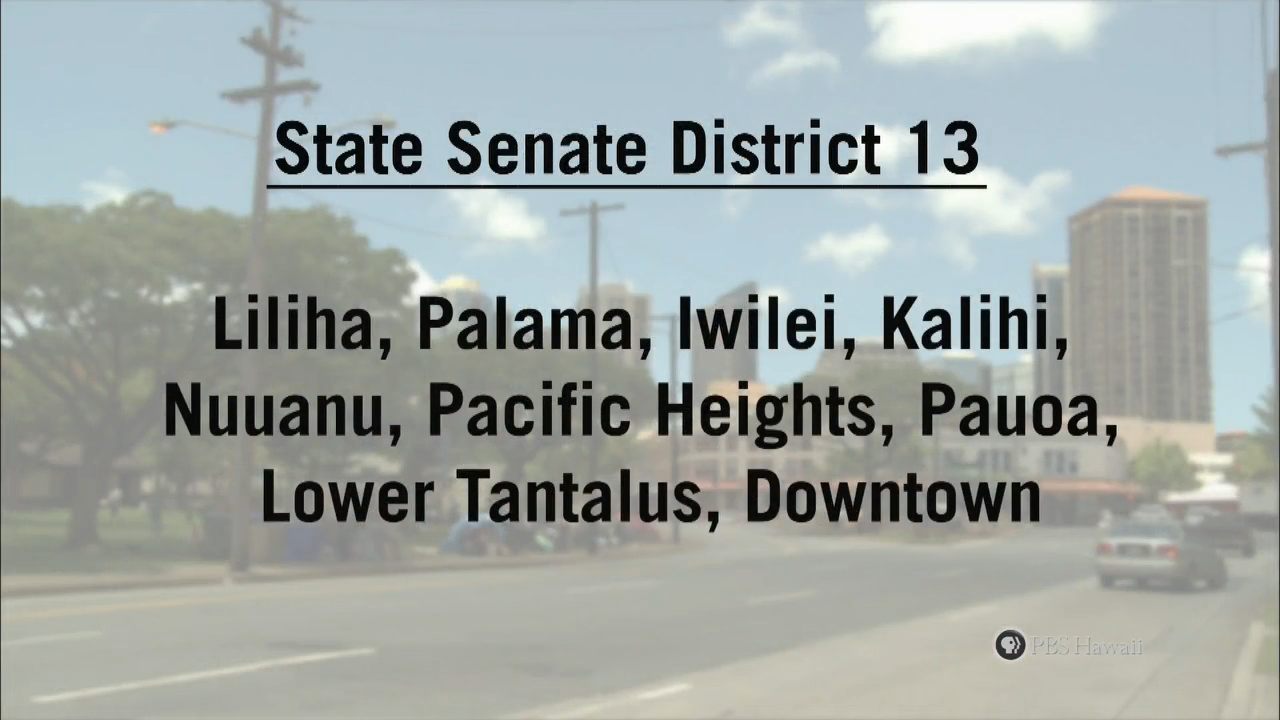 State Senate District 13
Liliha, Palama, Iwilei, Kalihi,
Nuuanu, Pacific Heights, Pauoa,
Lower Tantalus, Downtown
PBS Hawaii